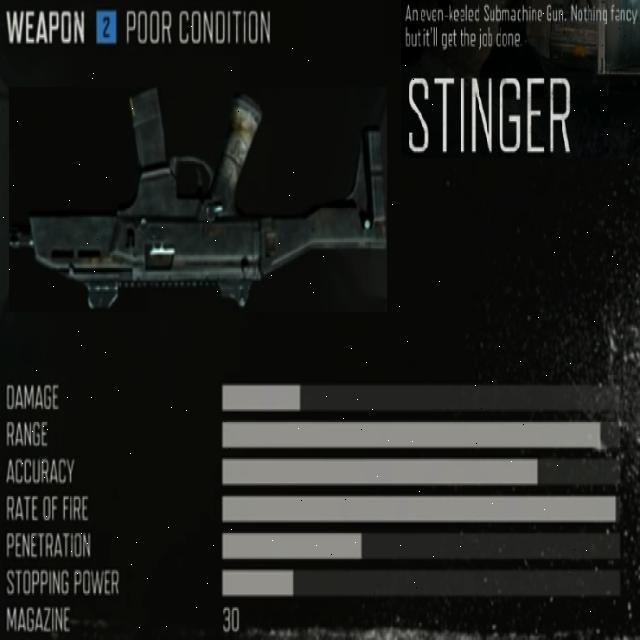 WEAPON 2 POOR CONDITION
An even-keeled Submachine-Gun. Nothing fancy
but it'll get the job done.
STINGER
DAMAGE
RANGE
ACCURACY
RATE OF FIRE
PENETRATION
STOPPING POWER
MAGAZINE 30